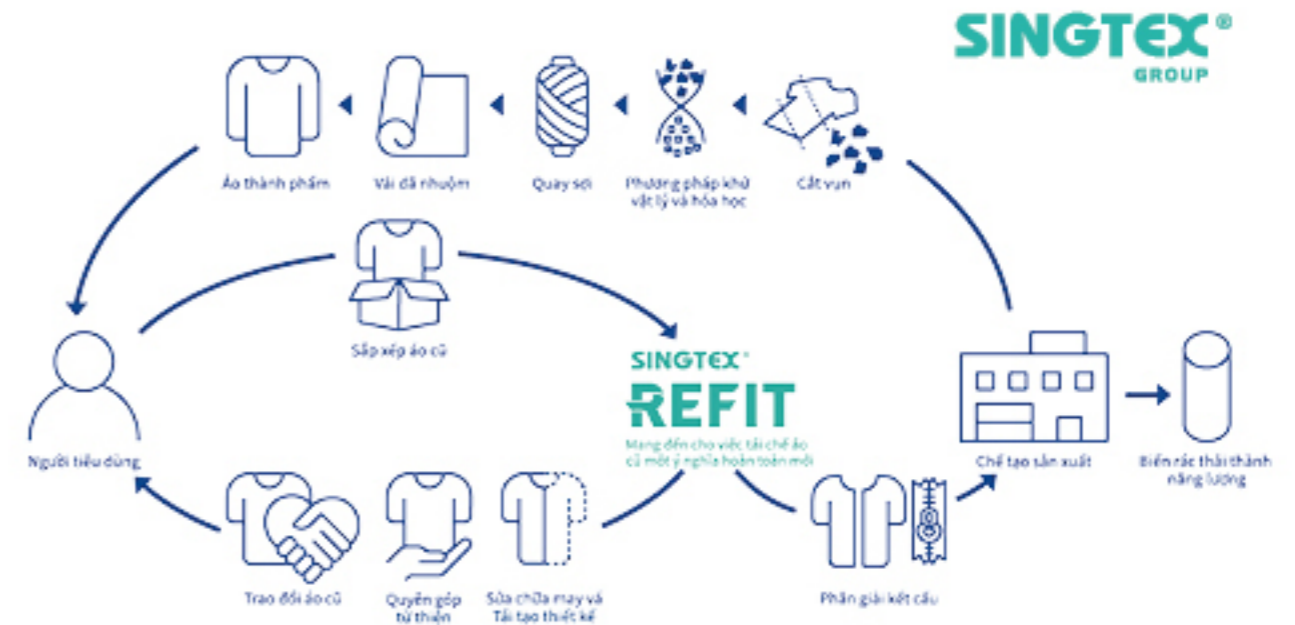 SINGTEX®
GROUP
Áo thành phẩm
Vải đã nhuộm
Quay sợi
Phương pháp khử
vật lý và hóa học
Cắt vụn
Sắp xếp áo cũ
SINGTEX®
REFIT
Mang đến cho việc tái chế áo
cũ một ý nghĩa hoàn toàn mới
Người tiêu dùng
Chế tạo sản xuất
Biến rác thải thành
năng lượng
Trao đổi áo cũ
Quyên góp
từ thiện
Sửa chữa may và
Tái tạo thiết kế
Phân giải kết cấu